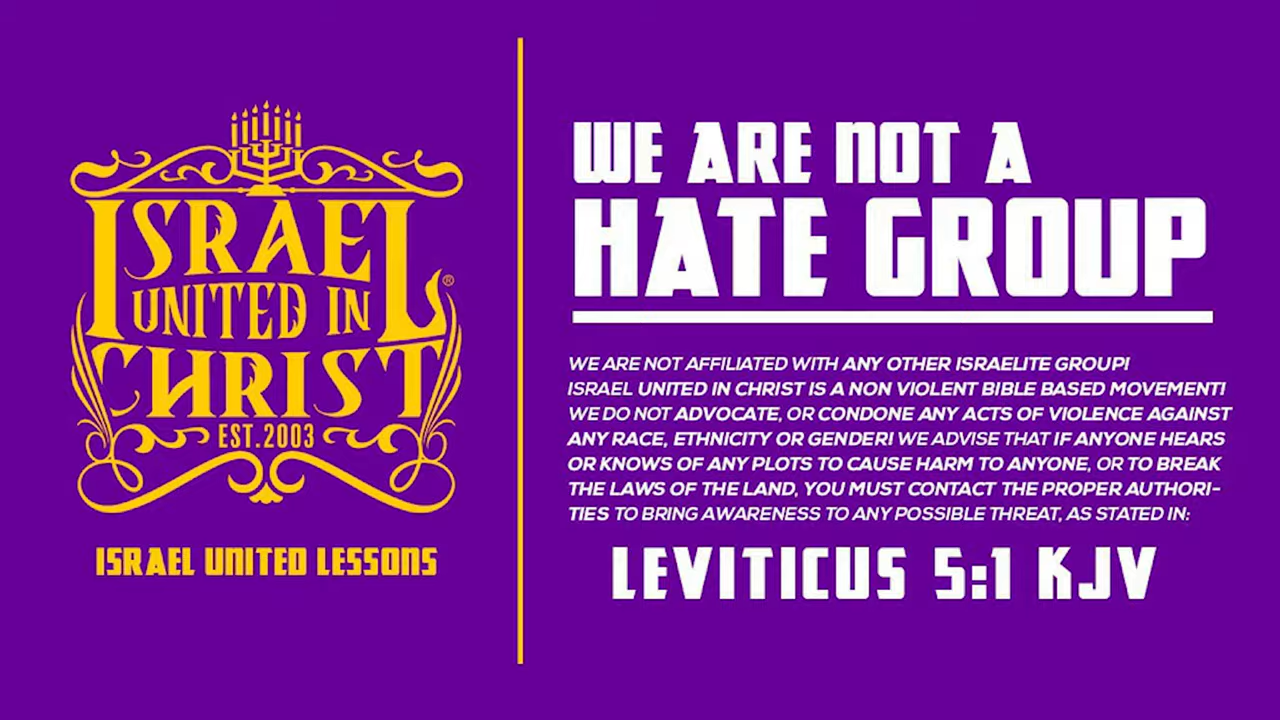 ISRAEL
UNITED IN
CHRIST®
EST.2003
ISRAEL UNITED LESSONS
WE ARE NOT A
HATE GROUP
WE ARE NOT AFFILIATED WITH ANY OTHER ISRAELITE GROUP!
ISRAEL UNITED IN CHRIST IS A NON VIOLENT BIBLE BASED MOVEMENT!
WE DO NOT ADVOCATE, OR CONDONE ANY ACTS OF VIOLENCE AGAINST
ANY RACE, ETHNICITY OR GENDER! WE ADVISE THAT IF ANYONE HEARS
OR KNOWS OF ANY PLOTS TO CAUSE HARM TO ANYONE, OR TO BREAK
THE LAWS OF THE LAND, YOU MUST CONTACT THE PROPER AUTHORI-
TIES TO BRING AWARENESS TO ANY POSSIBLE THREAT, AS STATED IN:
LEVITICUS 5:1 KJV